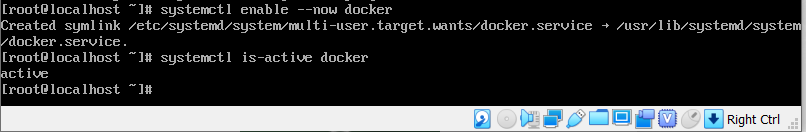 [root@localhost ~]# systemctl enable --now docker
Created symlink /etc/systemd/system/multi-user.target.wants/docker.service → /usr/lib/systemd/system
/docker.service.
[root@localhost ~]# systemctl is-active docker
active
[root@localhost ~]#
Right Ctrl